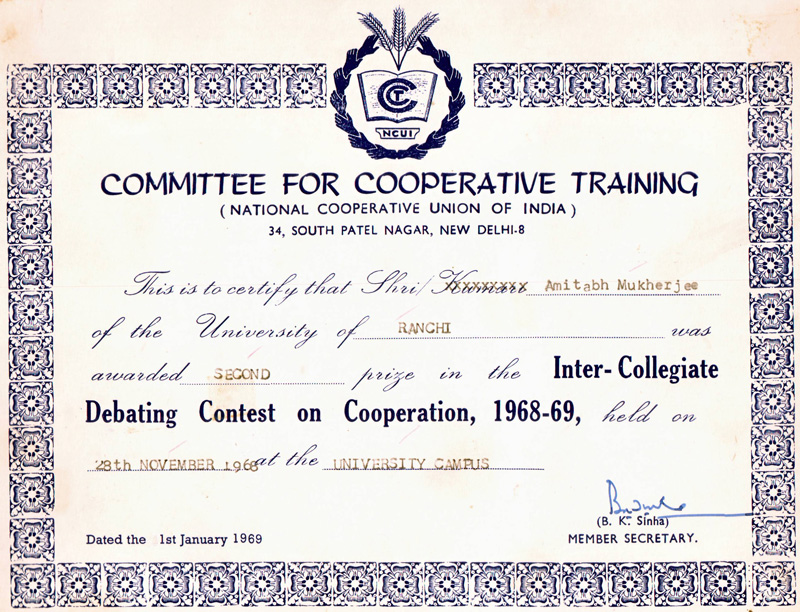 CCT
NCUI
COMMITTEE FOR COOPERATIVE TRAINING
(NATIONAL COOPERATIVE UNION OF INDIA)
34, SOUTH PATEL NAGAR, NEW DELHI-8
This is to certify that Shri/Kumari xxxxxxxxx Amitabh Mukherjee
of the University of RANCHI was
awarded SECOND prize in the Inter-Collegiate
Debating Contest on Cooperation, 1968-69, held on
28th NOVEMBER 1968 at the UNIVERSITY CAMPUS
(B. K. Sinha)
Dated the 1st January 1969 MEMBER SECRETARY.